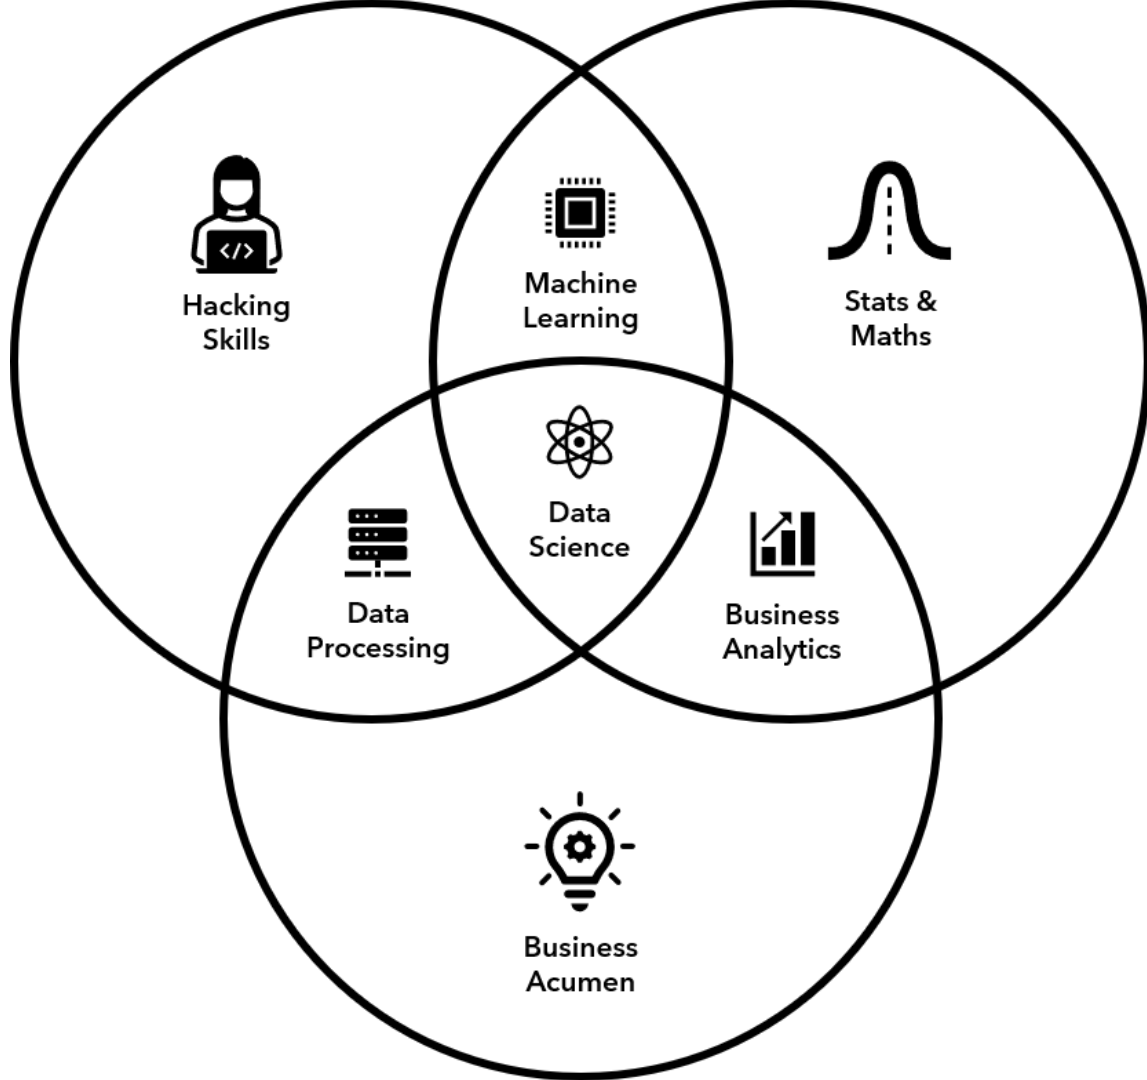 Hacking
Skills
</>
Machine
Learning
Stats &
Maths
Data
Science
Data
Processing
Business
Analytics
Business
Acumen